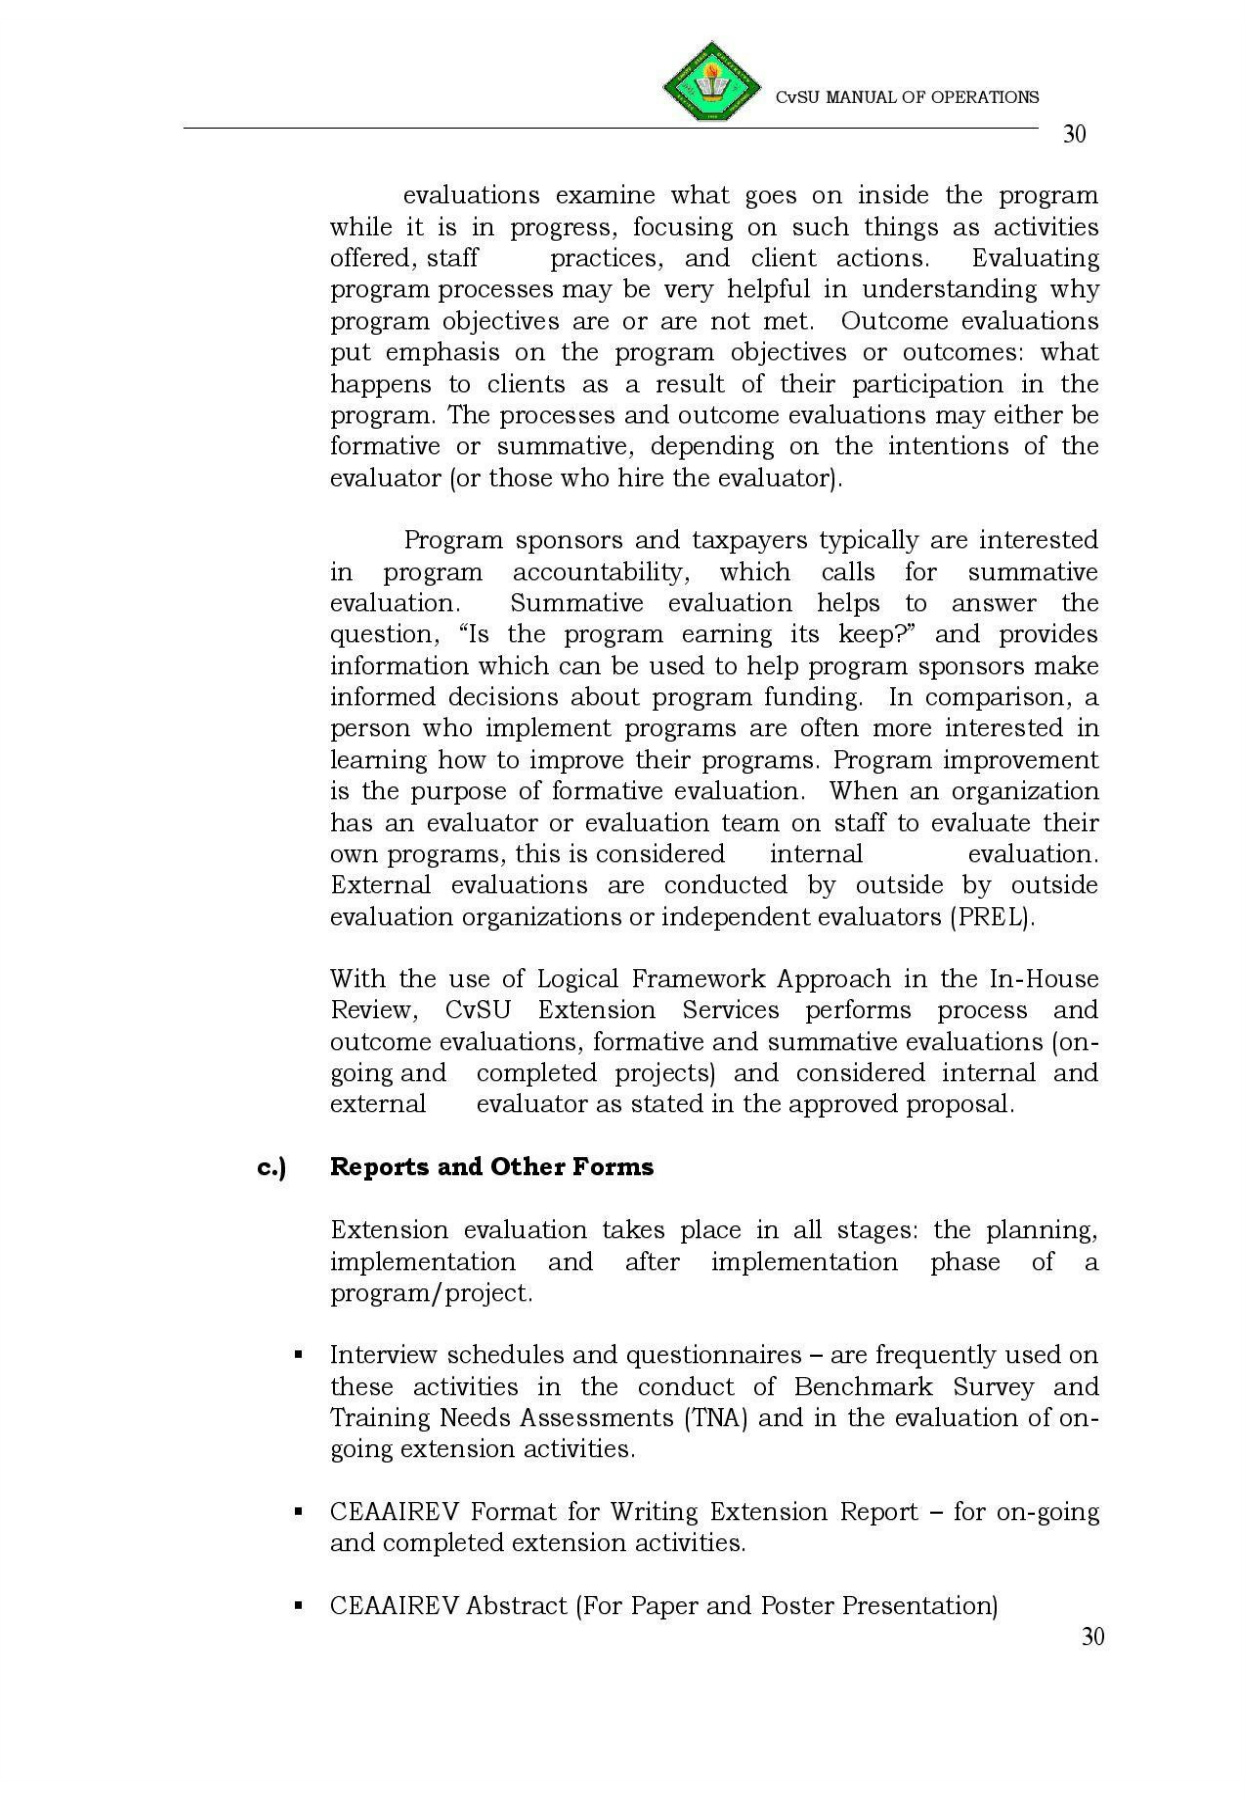 CvSU MANUAL OF OPERATIONS
30
evaluations examine what goes on inside the program
while it is in progress, focusing on such things as activities
offered, staff practices, and client actions. Evaluating
program processes may be very helpful in understanding why
program objectives are or are not met. Outcome evaluations
put emphasis on the program objectives or outcomes: what
happens to clients as a result of their participation in the
program. The processes and outcome evaluations may either be
formative or summative, depending on the intentions of the
evaluator (or those who hire the evaluator).
Program sponsors and taxpayers typically are interested
in program accountability, which calls for summative
evaluation. Summative evaluation helps to answer the
question, “Is the program earning its keep?” and provides
information which can be used to help program sponsors make
informed decisions about program funding. In comparison, a
person who implement programs are often more interested in
learning how to improve their programs. Program improvement
is the purpose of formative evaluation. When an organization
has an evaluator or evaluation team on staff to evaluate their
own programs, this is considered internal evaluation.
External evaluations are conducted by outside by outside
evaluation organizations or independent evaluators (PREL).
With the use of Logical Framework Approach in the In-House
Review, CvSU Extension Services performs process and
outcome evaluations, formative and summative evaluations (on-
going and completed projects) and considered internal and
external evaluator as stated in the approved proposal.
c.) Reports and Other Forms
Extension evaluation takes place in all stages: the planning,
implementation and after implementation phase of a
program/project.
▪ Interview schedules and questionnaires – are frequently used on
these activities in the conduct of Benchmark Survey and
Training Needs Assessments (TNA) and in the evaluation of on-
going extension activities.
▪ CEAAIREV Format for Writing Extension Report – for on-going
and completed extension activities.
▪ CEAAIREV Abstract (For Paper and Poster Presentation)
30